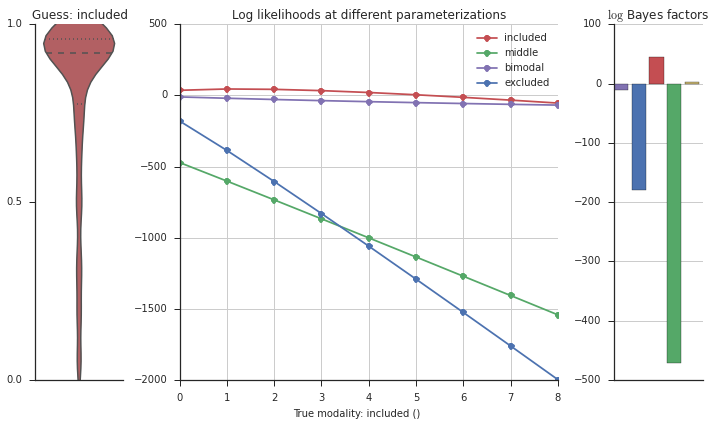 Guess: included
1.0
0.5
0.0
Log likelihoods at different parameterizations
500
0
−500
−1000
−1500
−2000
included
middle
bimodal
excluded
0 1 2 3 4 5 6 7 8
True modality: included ()
log Bayes factors
100
0
−100
−200
−300
−400
−500